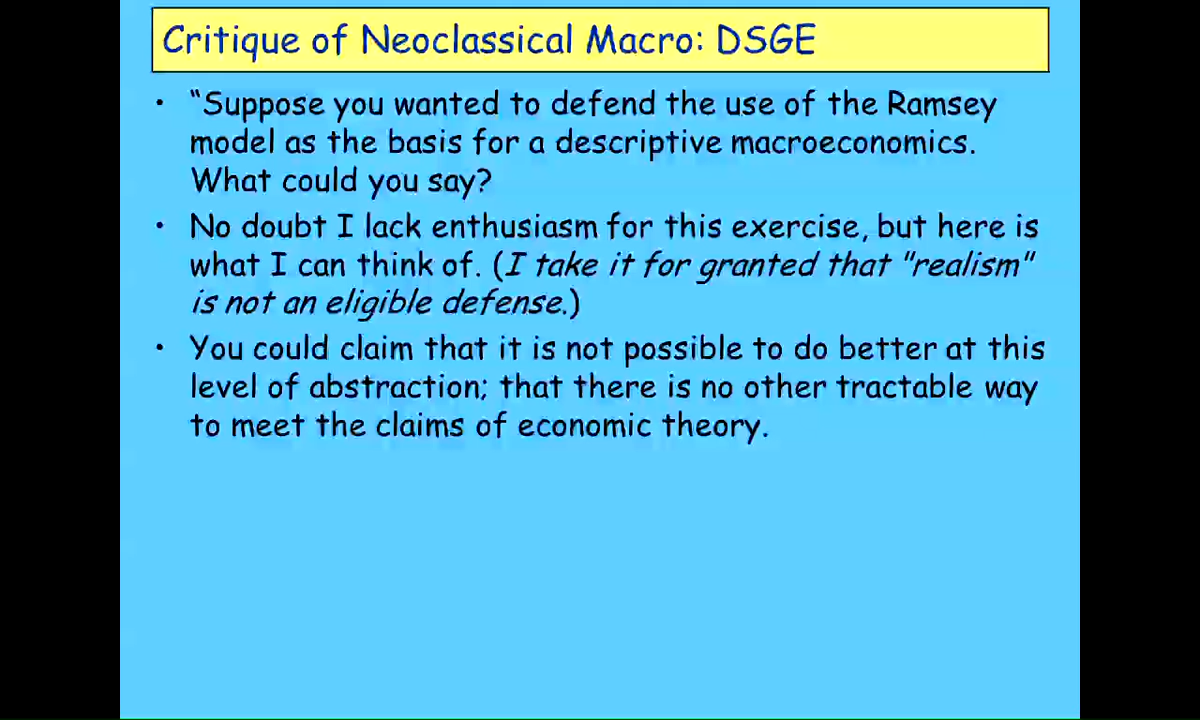 Critique of Neoclassical Macro: DSGE
• “Suppose you wanted to defend the use of the Ramsey
model as the basis for a descriptive macroeconomics.
What could you say?
• No doubt I lack enthusiasm for this exercise, but here is
what I can think of. (I take it for granted that "realism"
is not an eligible defense.)
• You could claim that it is not possible to do better at this
level of abstraction; that there is no other tractable way
to meet the claims of economic theory.